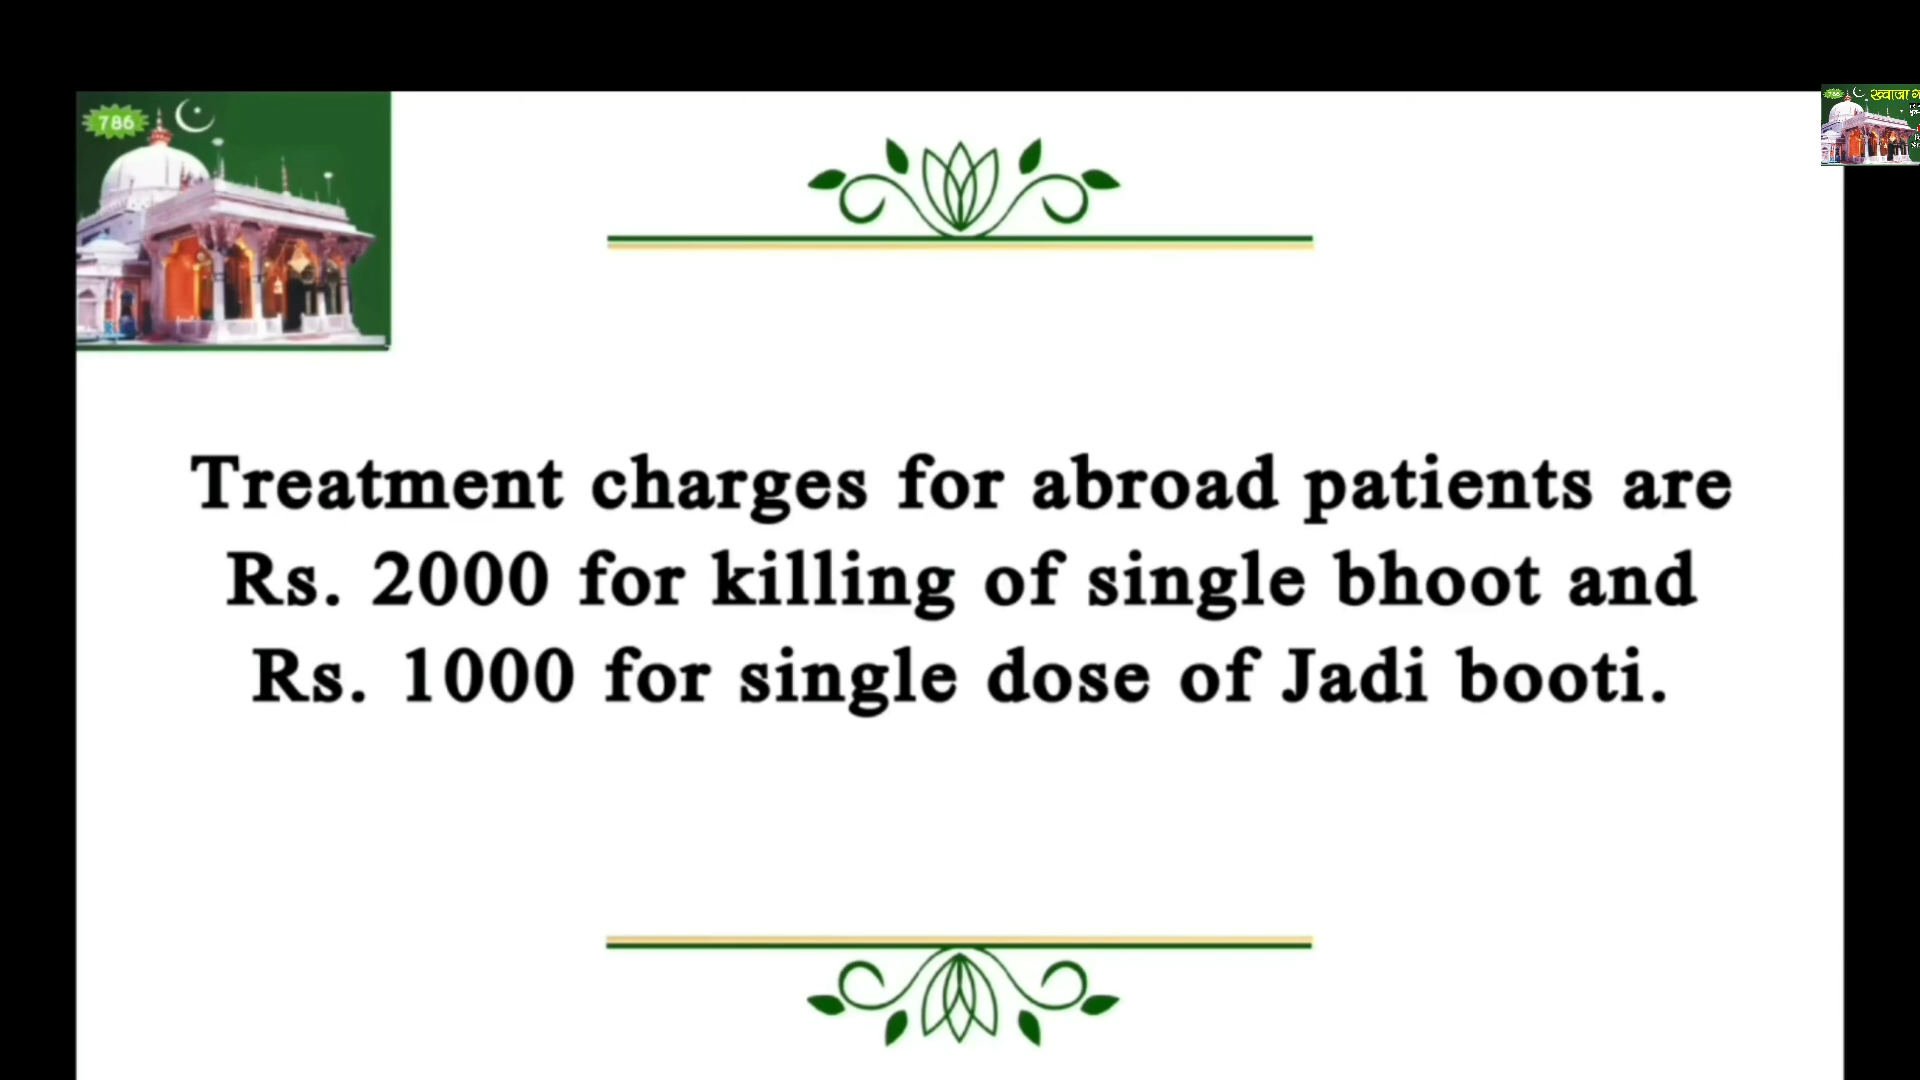 786
786
ख्वाजा
Treatment charges for abroad patients are
Rs. 2000 for killing of single bhoot and
Rs. 1000 for single dose of Jadi booti.